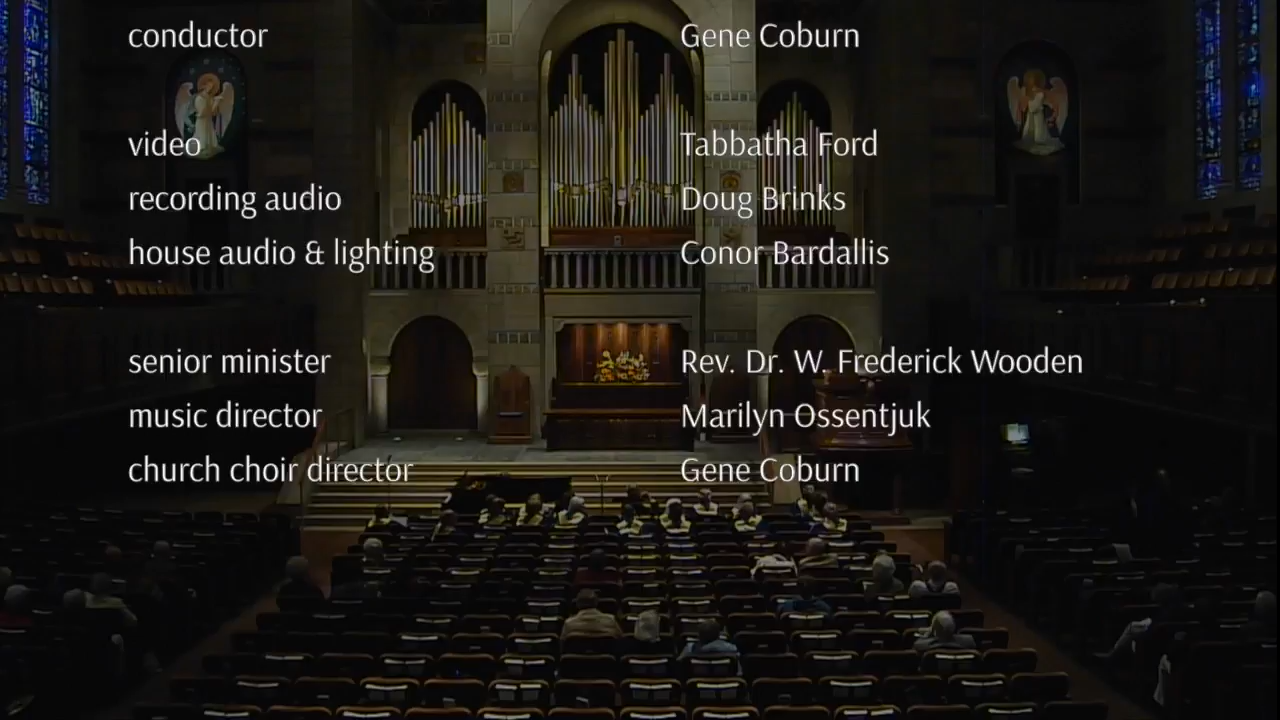 conductor Gene Coburn
video Tabbatha Ford
recording audio Doug Brinks
house audio & lighting Conor Bardallis
senior minister Rev. Dr. W. Frederick Wooden
music director Marilyn Ossentjuk
church choir director Gene Coburn